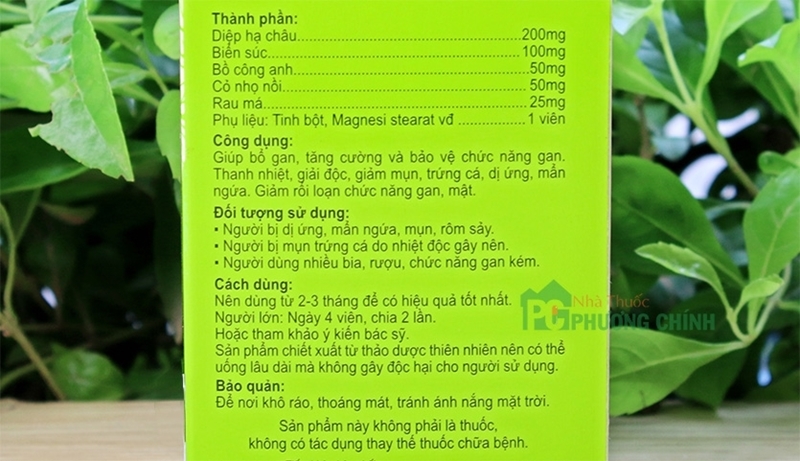 Thành phần:
Diệp hạ châu..........................................................200mg
Biển súc..................................................................100mg
Bồ công anh.............................................................50mg
Cỏ nhọ nồi................................................................50mg
Rau má.....................................................................25mg
Phụ liệu: Tinh bột, Magnesi stearat vđ .................1 viên
Công dụng:
Giúp bổ gan, tăng cường và bảo vệ chức năng gan.
Thanh nhiệt, giải độc, giảm mụn, trứng cá, dị ứng, mẩn
ngứa. Giảm rối loạn chức năng gan, mật.
Đối tượng sử dụng:
• Người bị dị ứng, mẩn ngứa, mụn, rôm sảy.
• Người bị mụn trứng cá do nhiệt độc gây nên.
• Người dùng nhiều bia, rượu, chức năng gan kém.
Cách dùng:
Nên dùng từ 2-3 tháng để có hiệu quả tốt nhất.
Người lớn: Ngày 4 viên, chia 2 lần.
Hoặc tham khảo ý kiến bác sỹ.
Sản phẩm chiết xuất từ thảo dược thiên nhiên nên có thể
uống lâu dài mà không gây độc hại cho người sử dụng.
Bảo quản:
Để nơi khô ráo, thoáng mát, tránh ánh nắng mặt trời.
Sản phẩm này không phải là thuốc,
không có tác dụng thay thế thuốc chữa bệnh.
PC Nhà Thuốc
PHƯƠNG CHÍNH